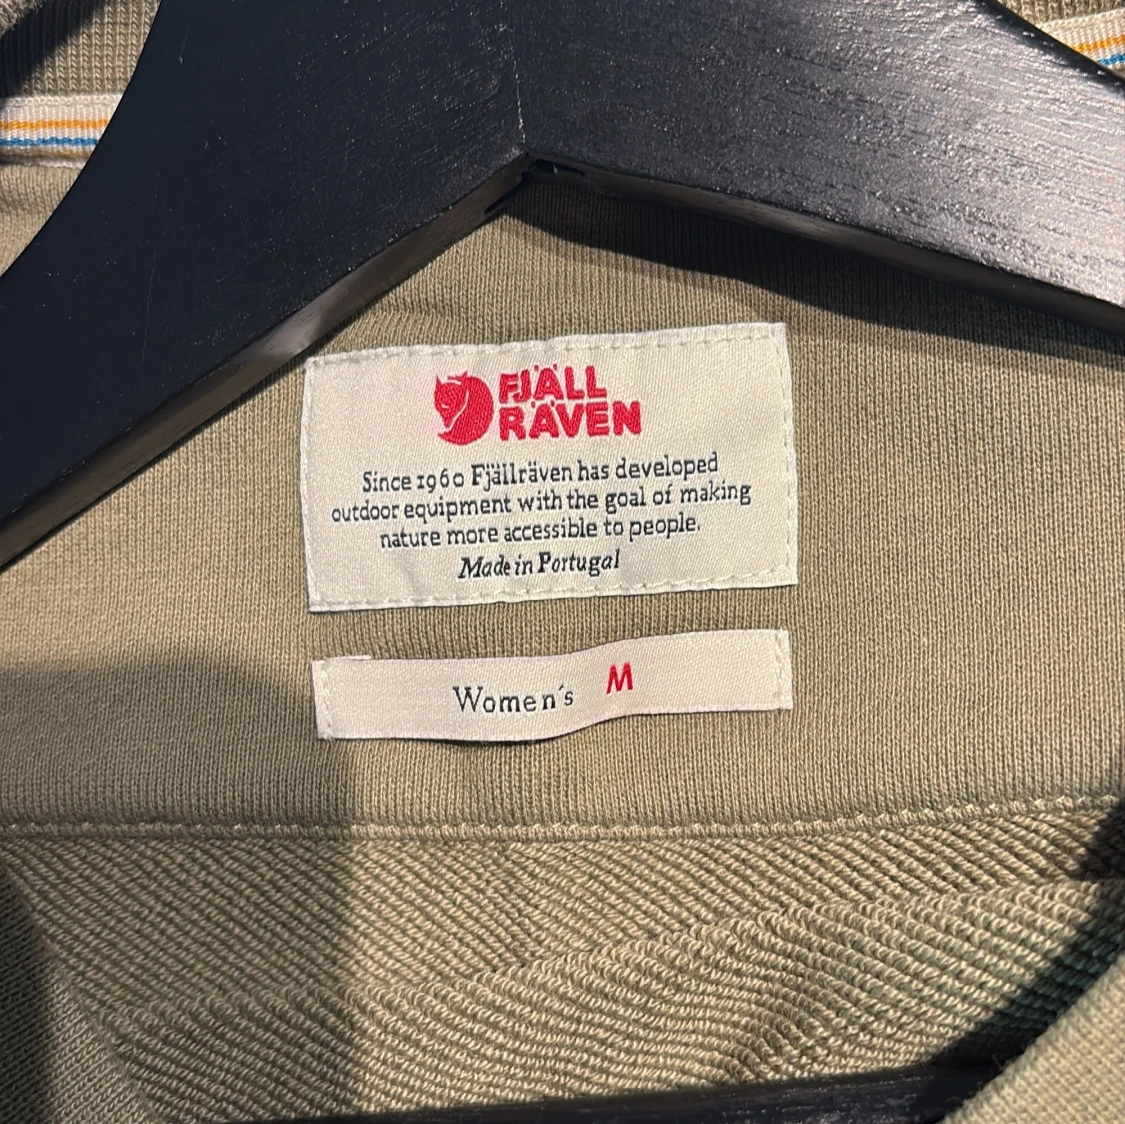 FJÄLL
RÄVEN
Since 1960 Fjällräven has developed
outdoor equipment with the goal of making
nature more accessible to people.
Made in Portugal
Women´s M